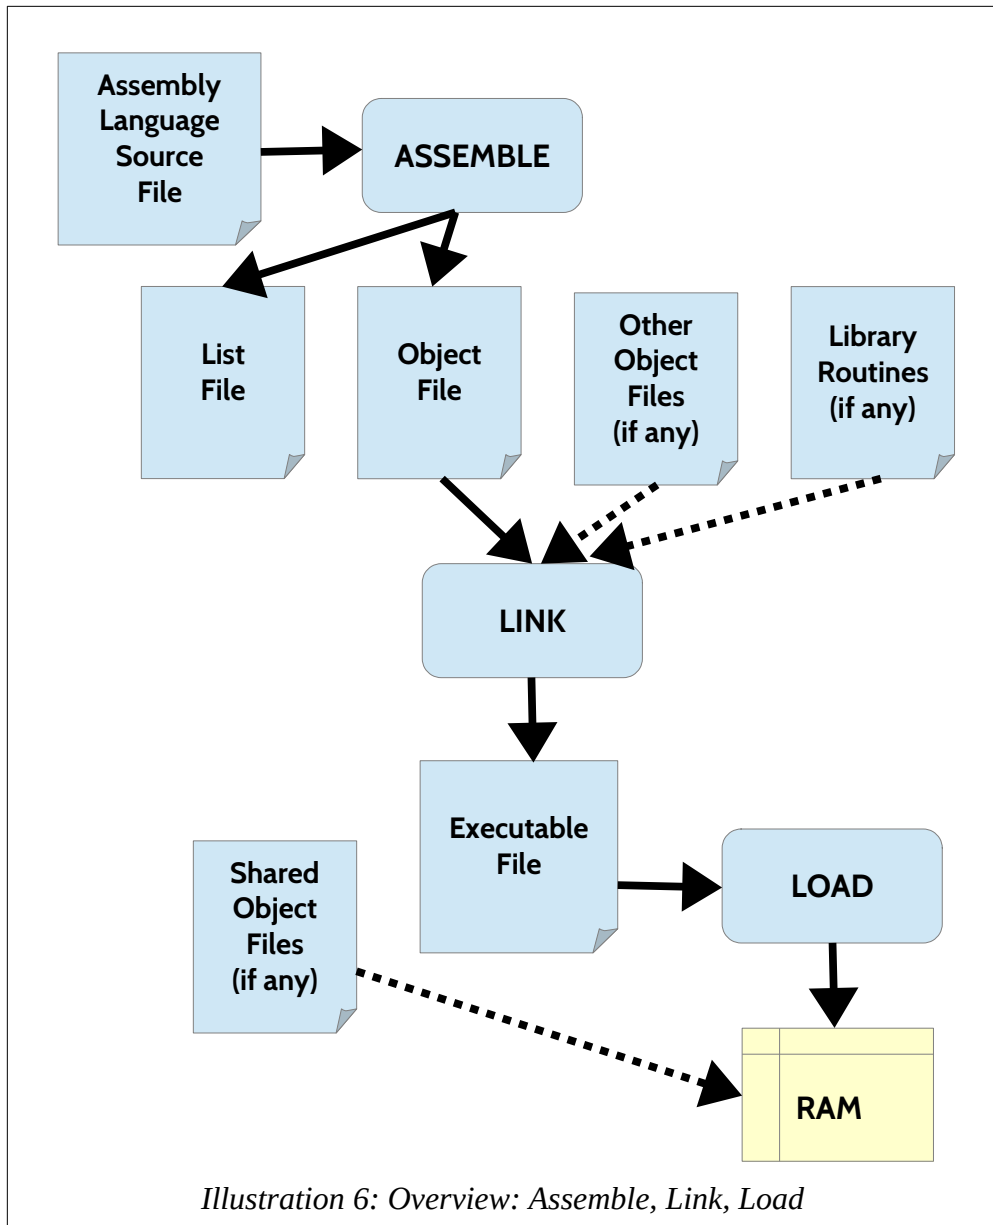 Assembly
Language
Source
File
ASSEMBLE
List
File
Object
File
Other
Object
Files
(if any)
Library
Routines
(if any)
LINK
Executable
File
Shared
Object
Files
(if any)
LOAD
RAM
Illustration 6: Overview: Assemble, Link, Load